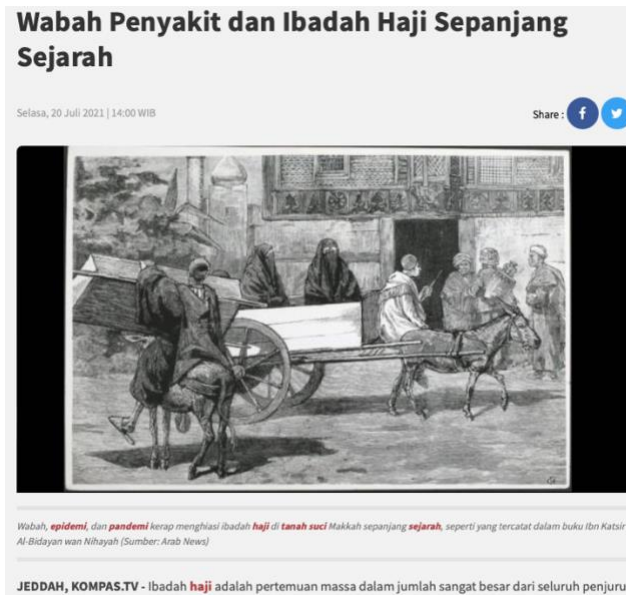 Wabah Penyakit dan Ibadah Haji Sepanjang
Sejarah
Selasa, 20 Juli 2021 | 14:00 WIB
Share :
Wabah, epidemi, dan pandemi kerap menghiasi ibadah haji di tanah suci Makkah sepanjang sejarah, seperti yang tercatat dalam buku Ibn Katsir
Al-Bidayan wan Nihayah (Sumber: Arab News)
JEDDAH, KOMPAS.TV - Ibadah haji adalah pertemuan massa dalam jumlah sangat besar dari seluruh penjuru